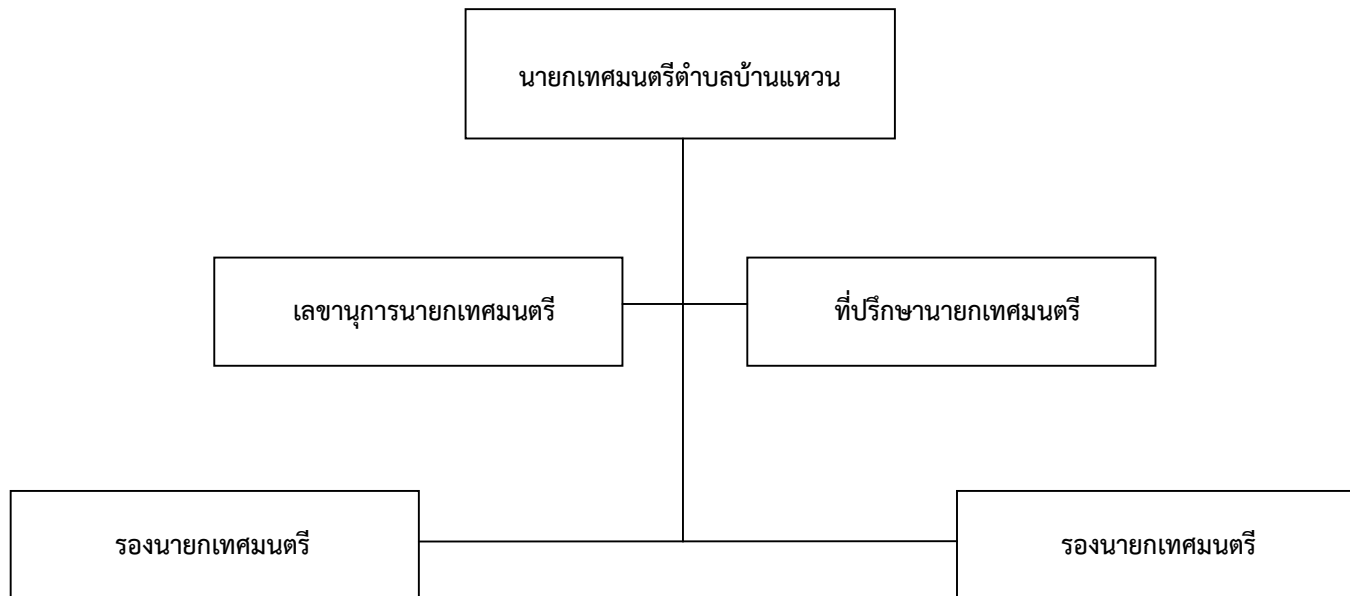 นายกเทศมนตรีตำบลบ้านแหวน
เลขานุการนายกเทศมนตรี
ที่ปรึกษานายกเทศมนตรี
รองนายกเทศมนตรี
รองนายกเทศมนตรี